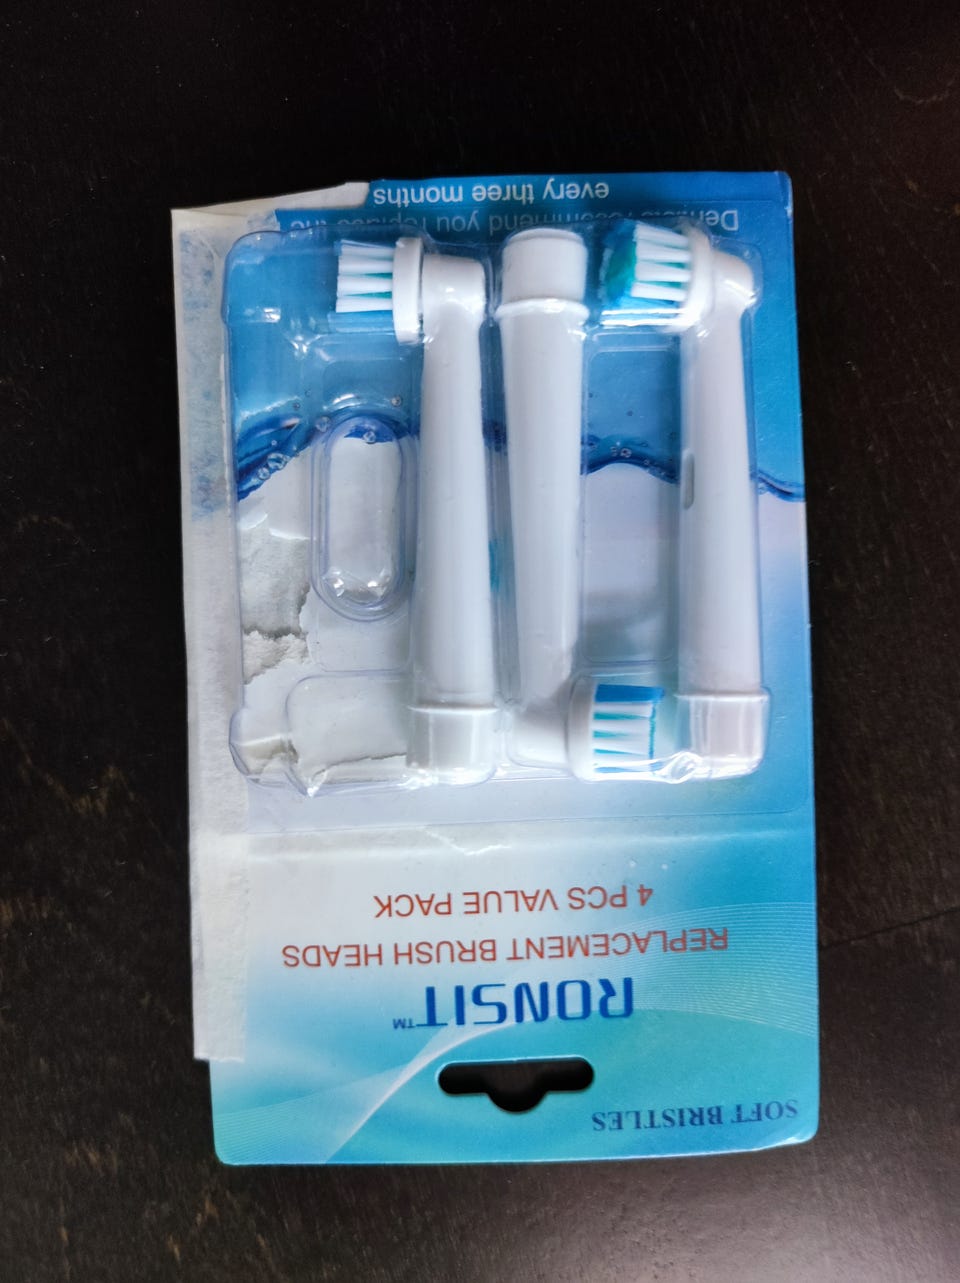 SOFT BRISTLES
RONSIT™
REPLACEMENT BRUSH HEADS
4 PCS VALUE PACK
Dentists recommend you replace the
every three months